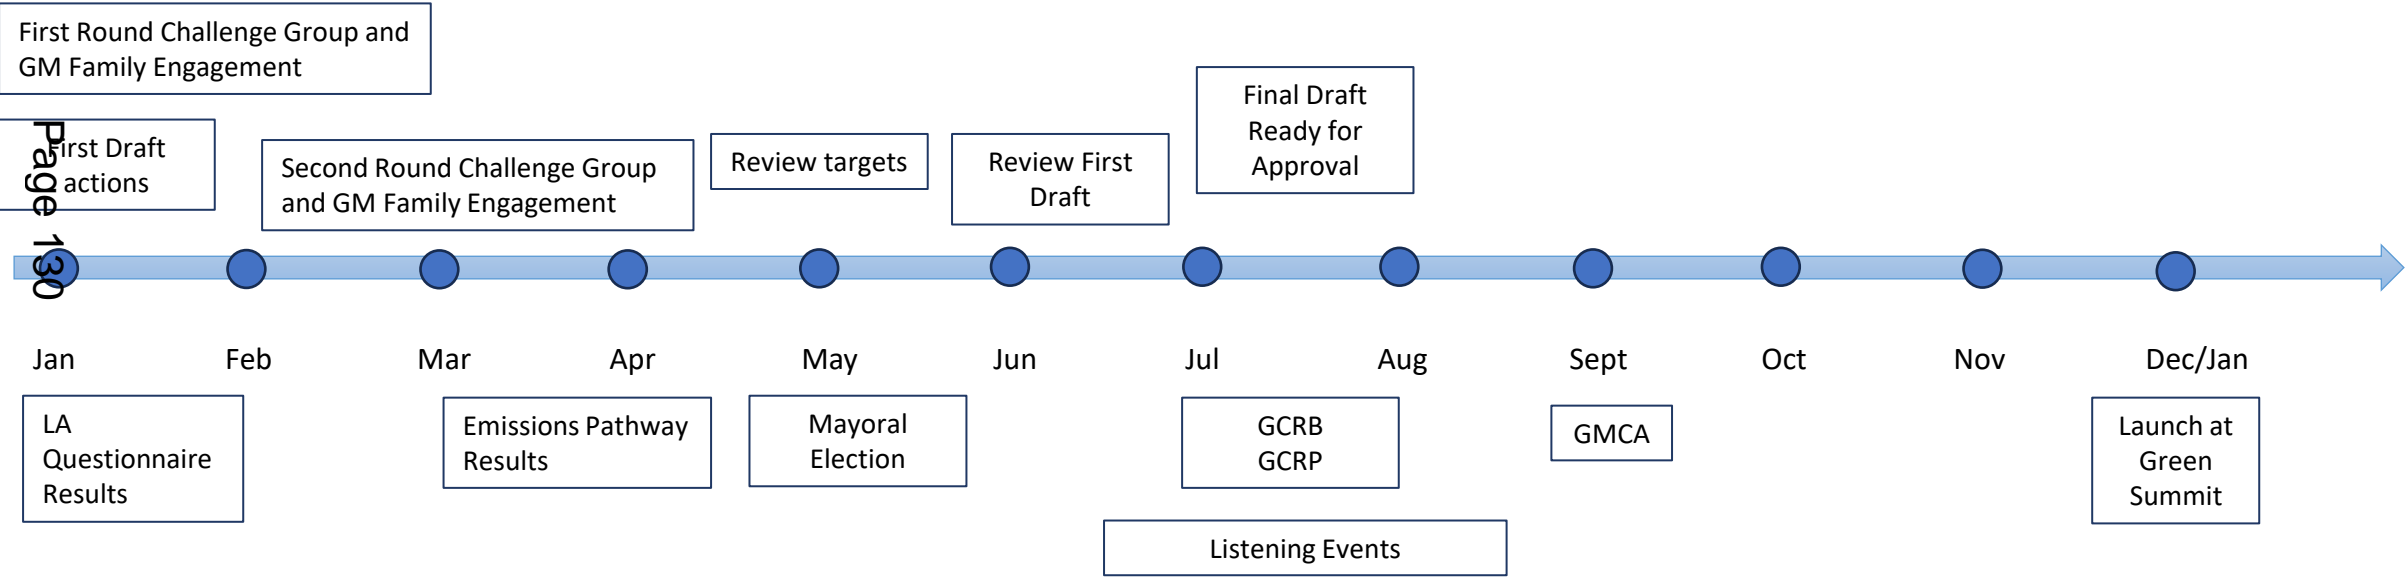 First Round Challenge Group and
GM Family Engagement
First Draft
actions
Page 130
Second Round Challenge Group
and GM Family Engagement
Review targets
Review First
Draft
Final Draft
Ready for
Approval
Jan
Feb
Mar
Apr
May
Jun
Jul
Aug
Sept
Oct
Nov
Dec/Jan
LA
Questionnaire
Results
Emissions Pathway
Results
Mayoral
Election
GCRB
GCRP
GMCA
Launch at
Green
Summit
Listening Events